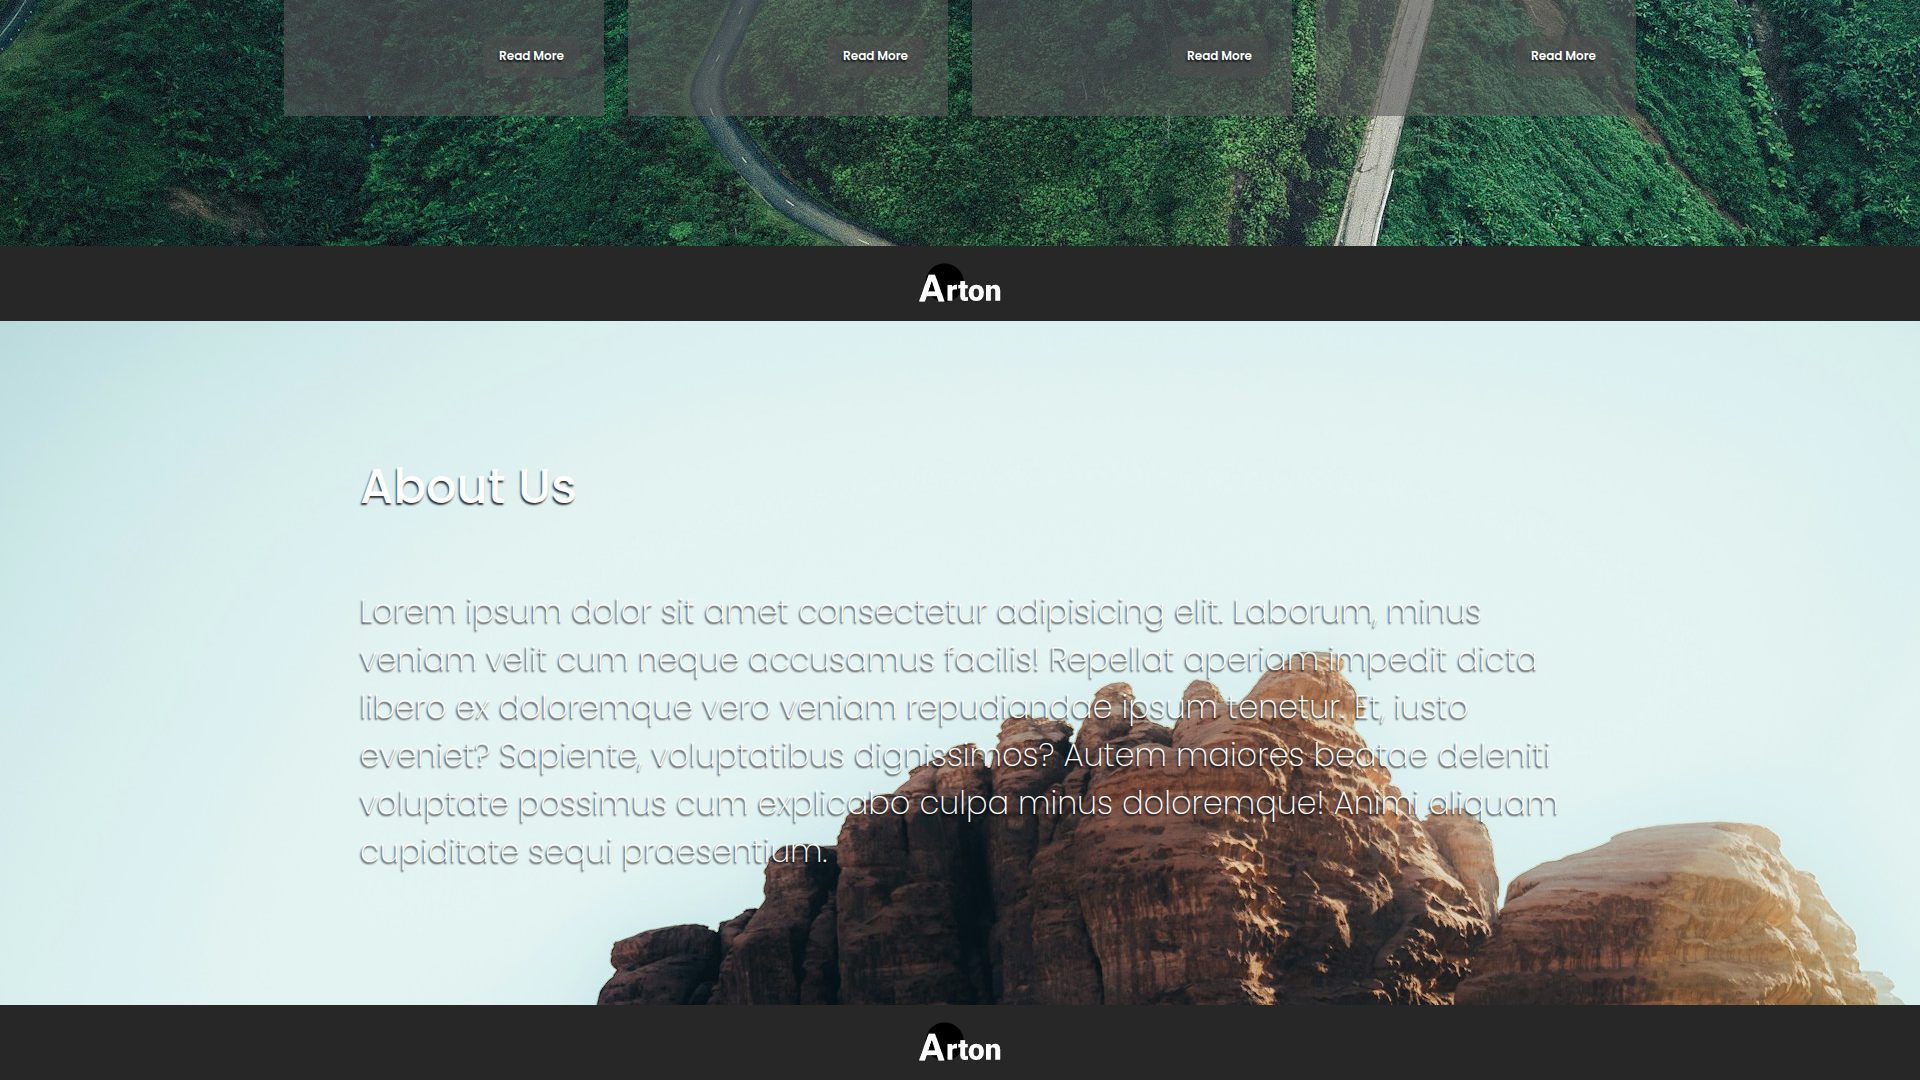 Read More
Read More
Read More
Read More
Arton
About Us
Lorem ipsum dolor sit amet consectetur adipisicing elit. Laborum, minus
veniam velit cum neque accusamus facilis! Repellat aperiam impedit dicta
libero ex doloremque vero veniam repudiandae ipsum tenetur. Et, iusto
eveniet? Sapiente, voluptatibus dignissimos? Autem maiores beatae deleniti
voluptate possimus cum explicabo culpa minus doloremque! Animi aliquam
cupiditate sequi praesentium.
Arton